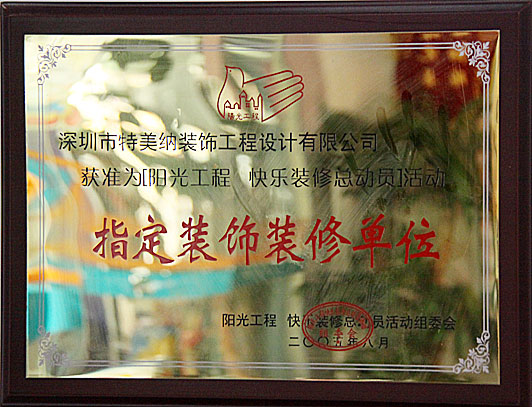 陽光工程
深圳市特美纳装饰工程设计有限公司
获准为[阳光工程 快乐装修总动员]活动
指定装饰装修单位
阳光工程 快乐装修总动员活动组委会
二〇〇五年八月